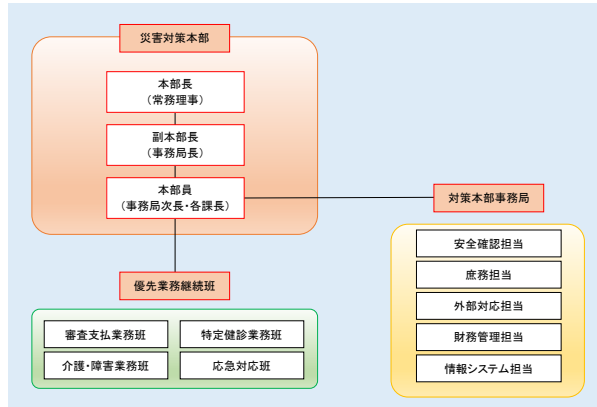 災害対策本部
本部長
(常務理事)
副本部長
(事務局長)
本部員
(事務局次長・各課長)
対策本部事務局
安全確認担当
庶務担当
外部対応担当
財務管理担当
情報システム担当
優先業務継続班
審査支払業務班
特定健診業務班
介護・障害業務班
応急対応班